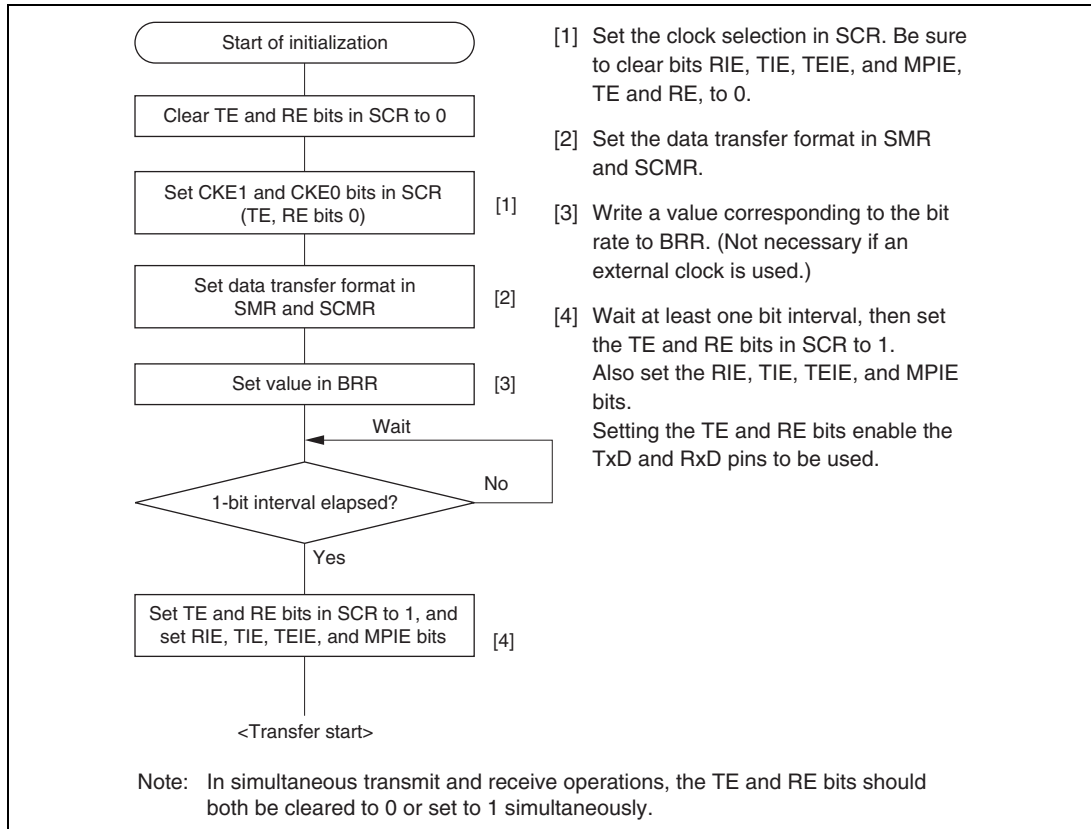 Start of initialization
Clear TE and RE bits in SCR to 0
Set CKE1 and CKE0 bits in SCR
(TE, RE bits 0)
[1]
Set data transfer format in
SMR and SCMR
[2]
Set value in BRR
[3]
Wait
No
1-bit interval elapsed?
Yes
Set TE and RE bits in SCR to 1, and
set RIE, TIE, TEIE, and MPIE bits
[4]
<Transfer start>
[1] Set the clock selection in SCR. Be sure
to clear bits RIE, TIE, TEIE, and MPIE,
TE and RE, to 0.
[2] Set the data transfer format in SMR
and SCMR.
[3] Write a value corresponding to the bit
rate to BRR. (Not necessary if an
external clock is used.)
[4] Wait at least one bit interval, then set
the TE and RE bits in SCR to 1.
Also set the RIE, TIE, TEIE, and MPIE
bits.
Setting the TE and RE bits enable the
TxD and RxD pins to be used.
Note: In simultaneous transmit and receive operations, the TE and RE bits should
both be cleared to 0 or set to 1 simultaneously.